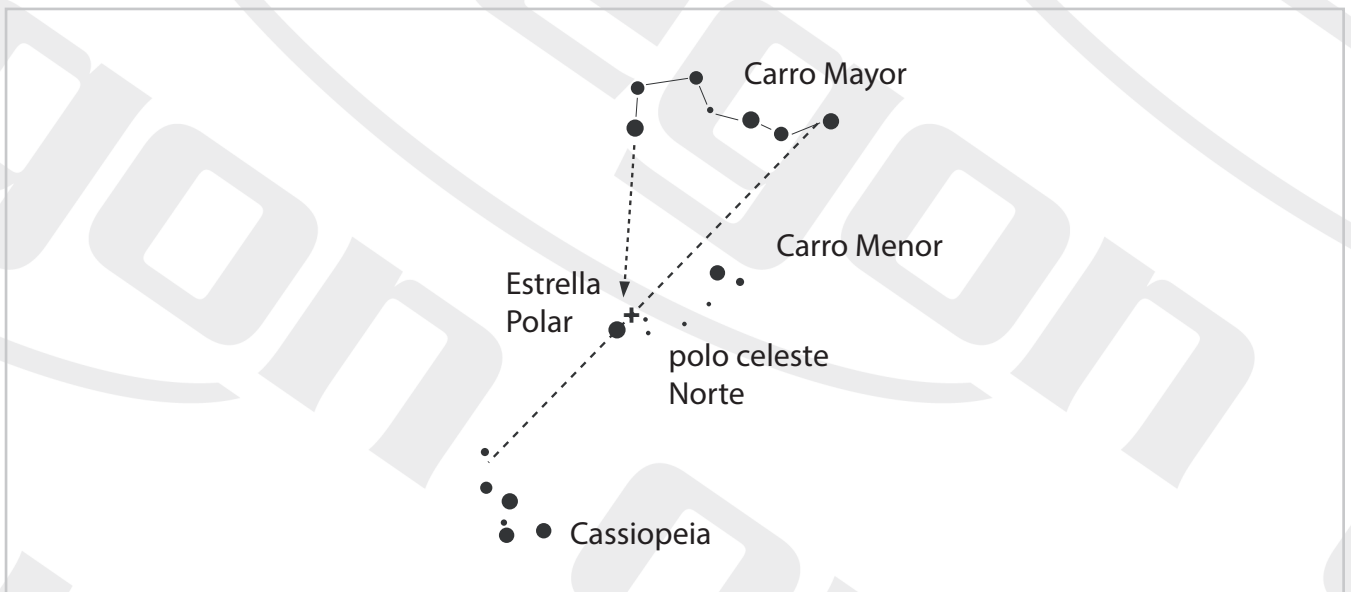 Carro Mayor
Carro Menor
Estrella
Polar
polo celeste
Norte
Cassiopeia